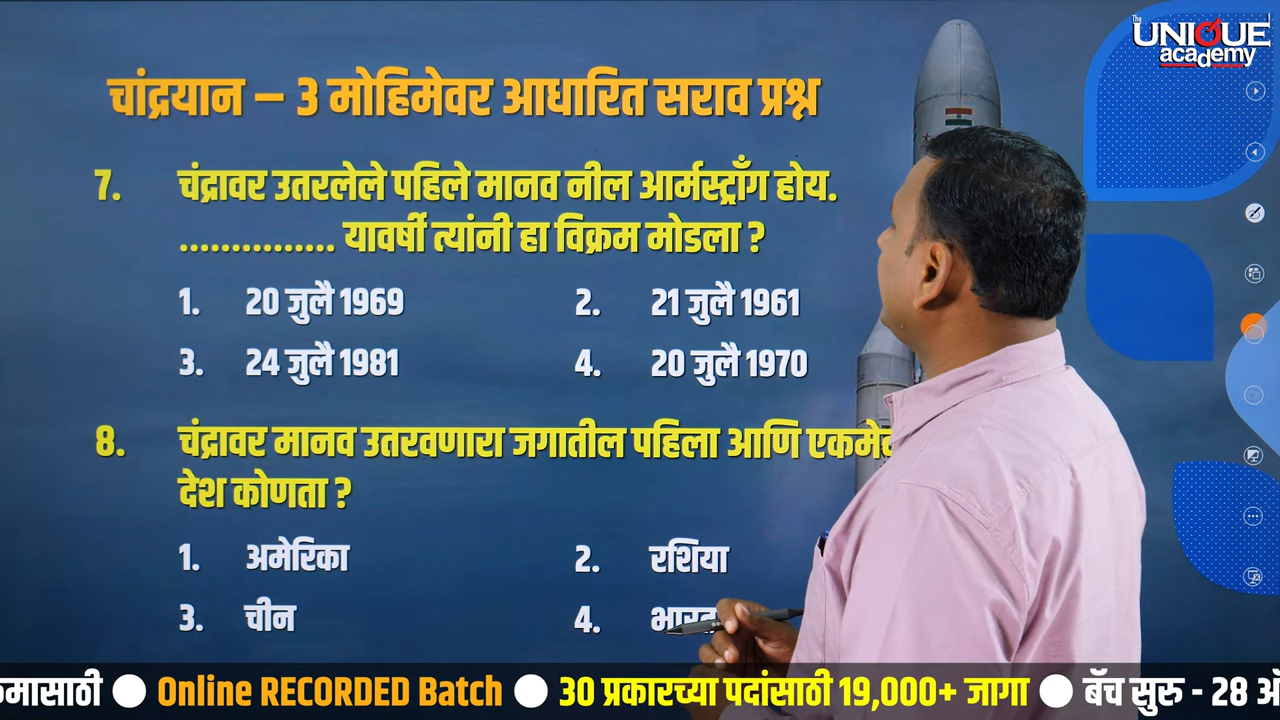 The
UNIQUE
academy
चांद्रयान – 3 मोहिमेवर आधारित सराव प्रश्न
7. चंद्रावर उतरलेले पहिले मानव नील आर्मस्ट्राँग होय.
............... यावर्षी त्यांनी हा विक्रम मोडला ?
1. 20 जुलै 1969 2. 21 जुलै 1961
3. 24 जुलै 1981 4. 20 जुलै 1970
8. चंद्रावर मानव उतरवणारा जगातील पहिला आणि
देश कोणता ?
1. अमेरिका 2. रशिया
3. चीन 4. भारत
Online RECORDED Batch 30 प्रकारच्या पदांसाठी 19,000+ जागा बॅच सुरु - 28